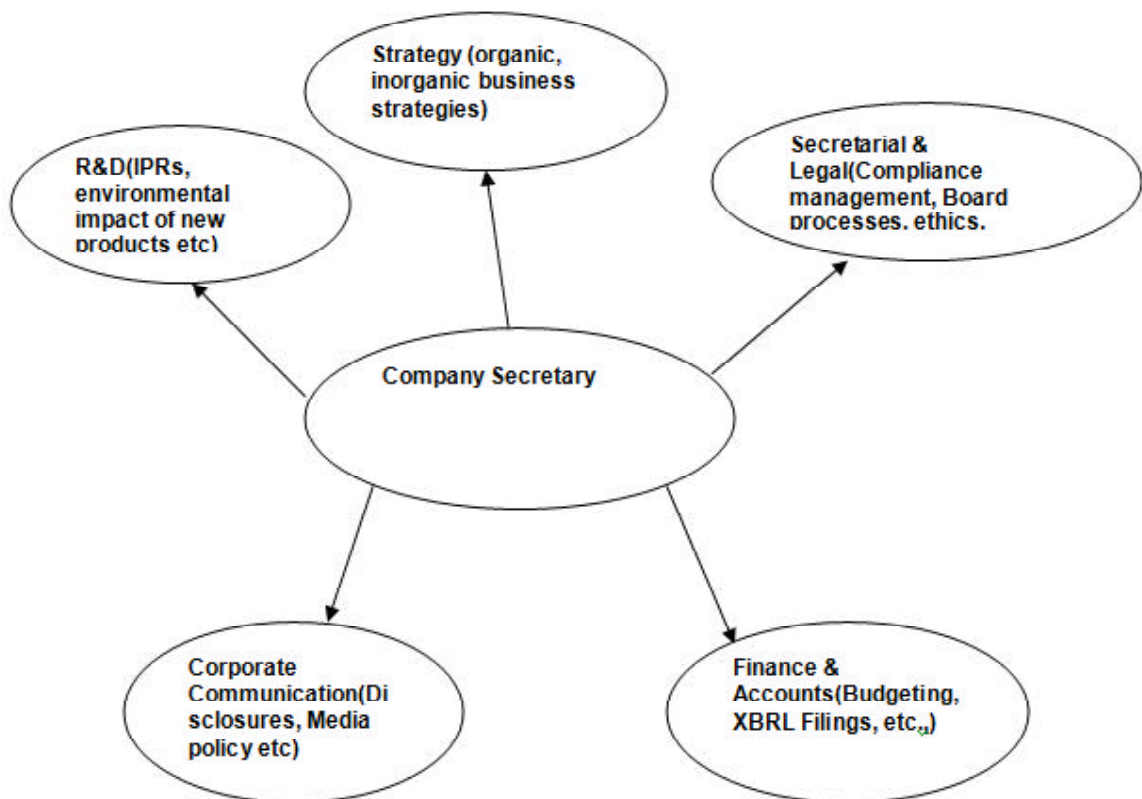 Strategy (organic,
inorganic business
strategies)
R&D(IPRs,
environmental
impact of new
products etc)
Secretarial &
Legal(Compliance
management, Board
processes, ethics,
Company Secretary
Corporate
Communication(Di
sclosures, Media
policy etc)
Finance &
Accounts(Budgeting,
XBRL Filings, etc,,)